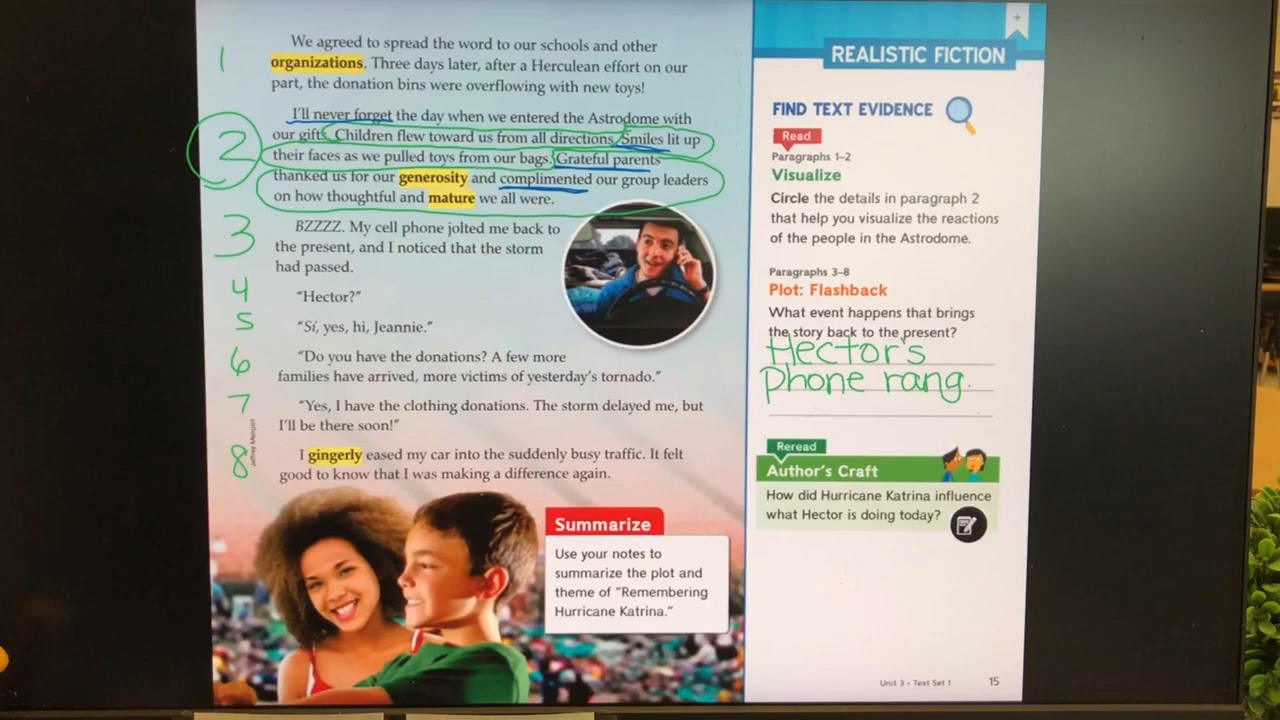 1
We agreed to spread the word to our schools and other
organizations. Three days later, after a Herculean effort on our
part, the donation bins were overflowing with new toys!
2
I'll never forget the day when we entered the Astrodome with
our gifts. Children flew toward us from all directions. Smiles lit up
their faces as we pulled toys from our bags. Grateful parents
thanked us for our generosity and complimented our group leaders
on how thoughtful and mature we all were.
3
BZZZZ. My cell phone jolted me back to
the present, and I noticed that the storm
had passed.
4
"Hector?"
5
"Sí, yes, hi, Jeannie."
6
"Do you have the donations? A few more
families have arrived, more victims of yesterday's tornado."
7
"Yes, I have the clothing donations. The storm delayed me, but
I'll be there soon!"
8
I gingerly eased my car into the suddenly busy traffic. It felt
good to know that I was making a difference again.
Summarize
Use your notes to
summarize the plot and
theme of "Remembering
Hurricane Katrina."
REALISTIC FICTION
FIND TEXT EVIDENCE
Read
Paragraphs 1–2
Visualize
Circle the details in paragraph 2
that help you visualize the reactions
of the people in the Astrodome.
Paragraphs 3–8
Plot: Flashback
What event happens that brings
the story back to the present?
Hector's
phone rang.
Reread
Author's Craft
How did Hurricane Katrina influence
what Hector is doing today?
Unit 3 • Text Set 1 15